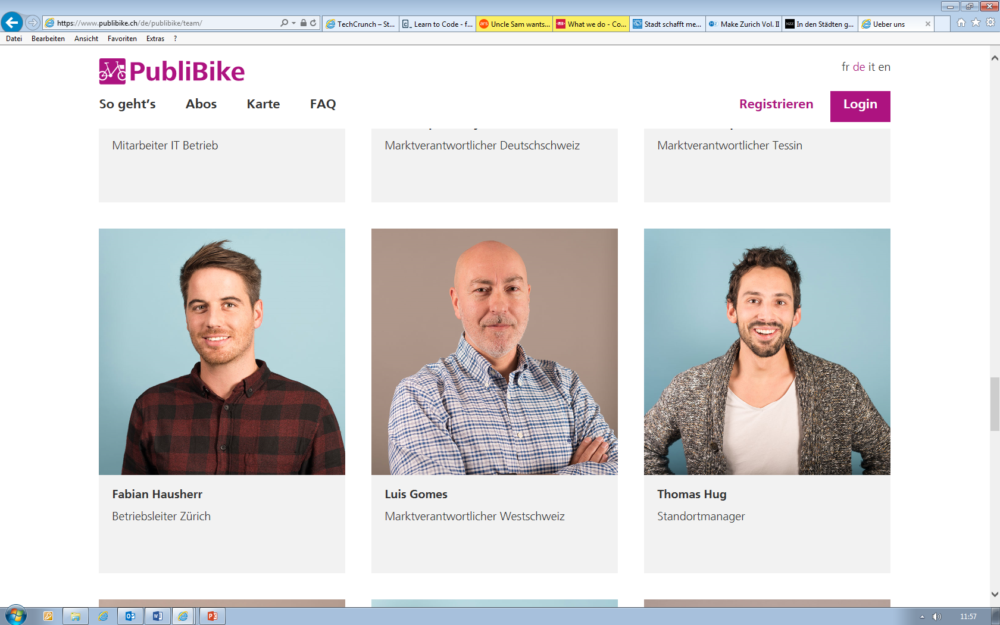 https://www.publibike.ch/de/publibike/team/
TechCrunch – St...
Learn to Code - f...
ars Uncle Sam wants...
What we do - Co...
Stadt schafft me...
Make Zurich Vol. II
NZZ In den Städten g...
Ueber uns
Datei Bearbeiten Ansicht Favoriten Extras ?
PubliBike
fr de it en
So geht's Abos Karte FAQ
Registrieren Login
Mitarbeiter IT Betrieb
Marktverantwortlicher Deutschschweiz
Marktverantwortlicher Tessin
Fabian Hausherr
Betriebsleiter Zürich
Luis Gomes
Marktverantwortlicher Westschweiz
Thomas Hug
Standortmanager
11:57